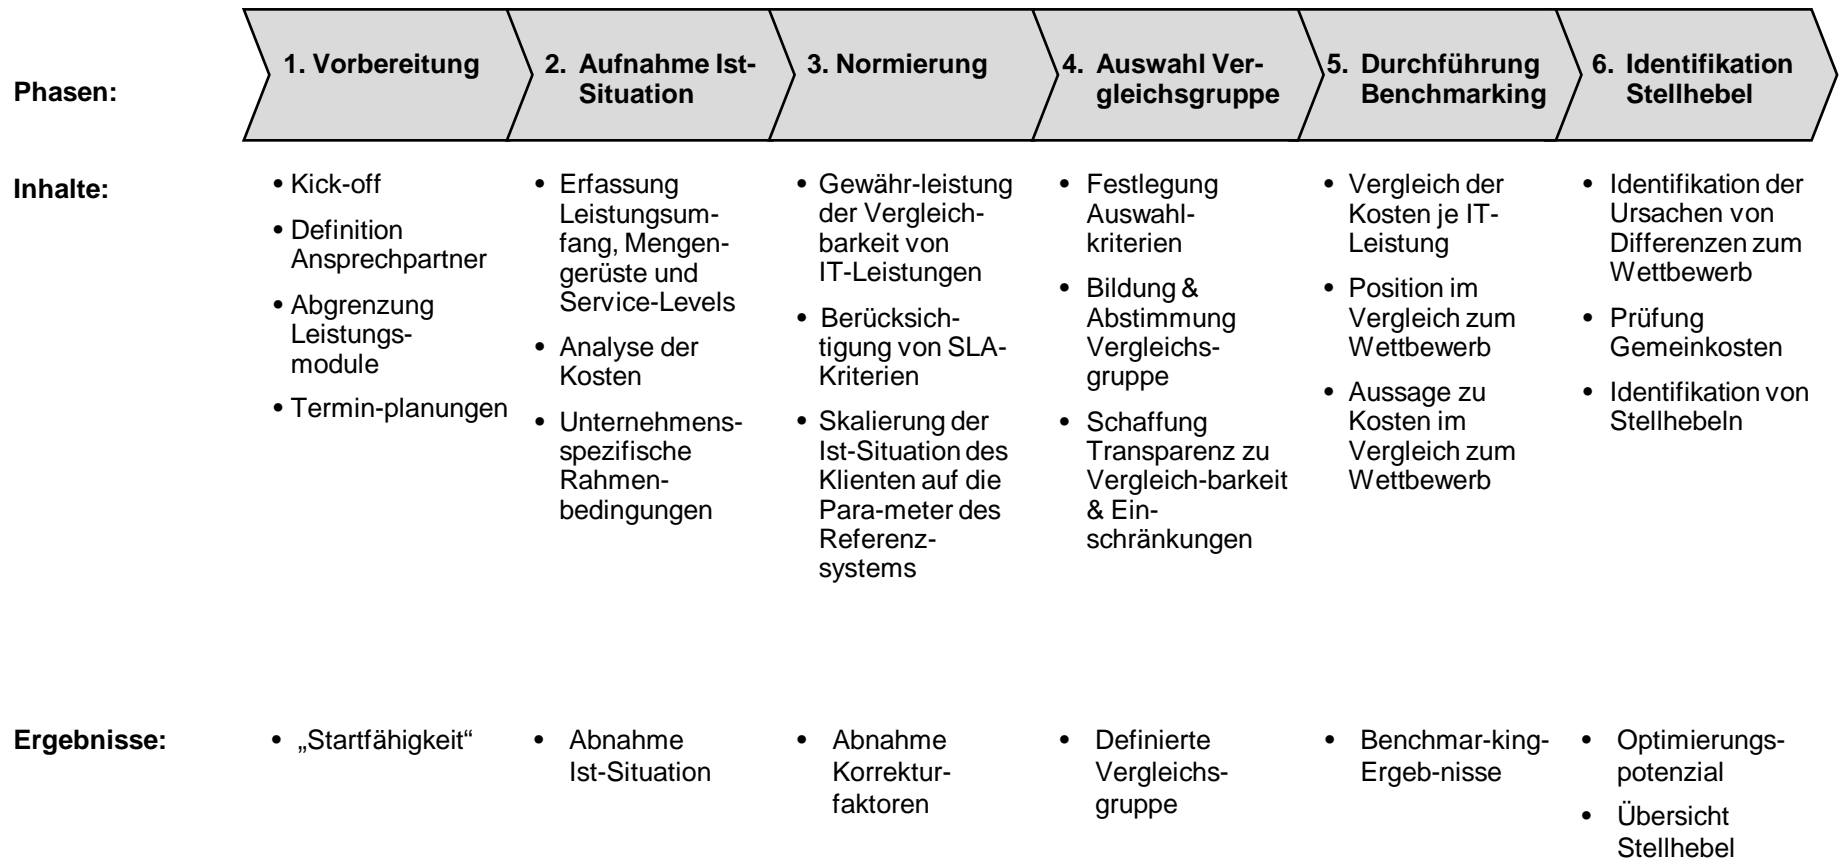 Phasen:
1. Vorbereitung
2. Aufnahme Ist-
Situation
3. Normierung
4. Auswahl Ver-
gleichsgruppe
5. Durchführung
Benchmarking
6. Identifikation
Stellhebel
Inhalte:
• Kick-off
• Definition
Ansprechpartner
• Abgrenzung
Leistungs-
module
• Termin-planungen
• Erfassung
Leistungsum-
fang, Mengen-
gerüste und
Service-Levels
• Analyse der
Kosten
• Unternehmens-
spezifische
Rahmen-
bedingungen
• Gewähr-leistung
der Vergleich-
barkeit von
IT-Leistungen
• Berücksich-
tigung von SLA-
Kriterien
• Skalierung der
Ist-Situation des
Klienten auf die
Para-meter des
Referenz-
systems
• Festlegung
Auswahl-
kriterien
• Bildung &
Abstimmung
Vergleichs-
gruppe
• Schaffung
Transparenz zu
Vergleich-barkeit
& Ein-
schränkungen
• Vergleich der
Kosten je IT-
Leistung
• Position im
Vergleich zum
Wettbewerb
• Aussage zu
Kosten im
Vergleich zum
Wettbewerb
• Identifikation der
Ursachen von
Differenzen zum
Wettbewerb
• Prüfung
Gemeinkosten
• Identifikation von
Stellhebeln
Ergebnisse:
• „Startfähigkeit“
• Abnahme
Ist-Situation
• Abnahme
Korrektur-
faktoren
• Definierte
Vergleichs-
gruppe
• Benchmar-king-
Ergeb-nisse
• Optimierungs-
potenzial
• Übersicht
Stellhebel